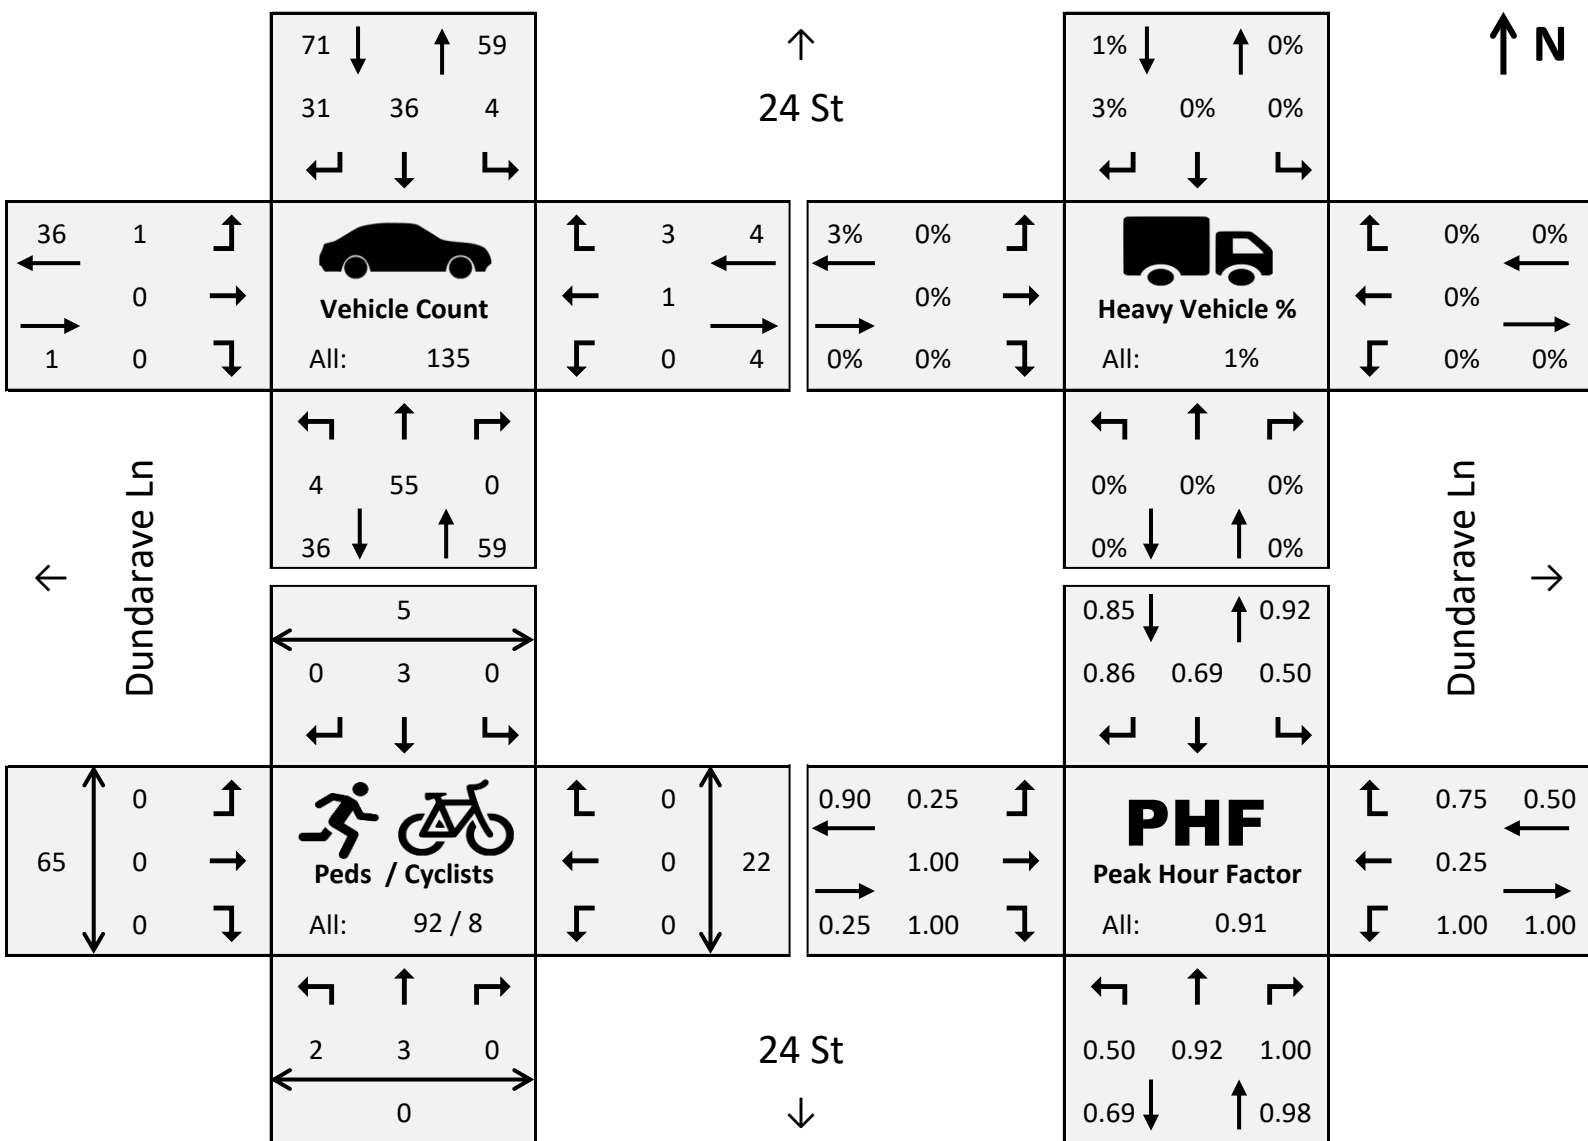 71 59 1% 0% N
24 St
31 36 4 3% 0% 0%
36 1 3 4 3% 0% 0% 0%
0 1 0% 0%
Vehicle Count Heavy Vehicle %
1 0 All: 135 0 4 0% 0% All: 1% 0% 0%
4 55 0 0% 0% 0%
36 59 0% 0%
Dundarave Ln Dundarave Ln
5 0.85 0.92
0 3 0 0.86 0.69 0.50
0 0 0.90 0.25 PHF 0.75 0.50
65 0 0 22 1.00 0.25
Peds / Cyclists Peak Hour Factor
0 All: 92 / 8 0 0.25 1.00 All: 0.91 1.00 1.00
2 3 0 24 St 0.50 0.92 1.00
0 0.69 0.98